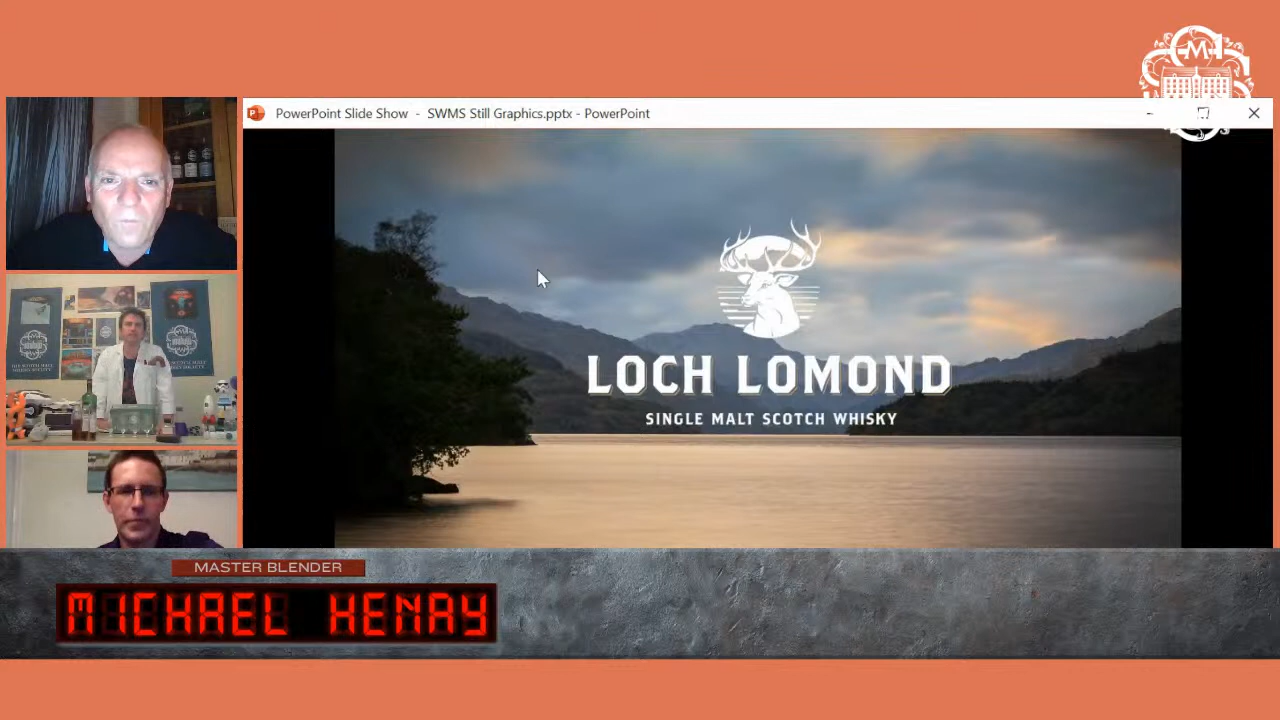 PowerPoint Slide Show - SWMS Still Graphics.pptx - PowerPoint
LOCH LOMOND
SINGLE MALT SCOTCH WHISKY
MASTER BLENDER
MICHAEL HENRY